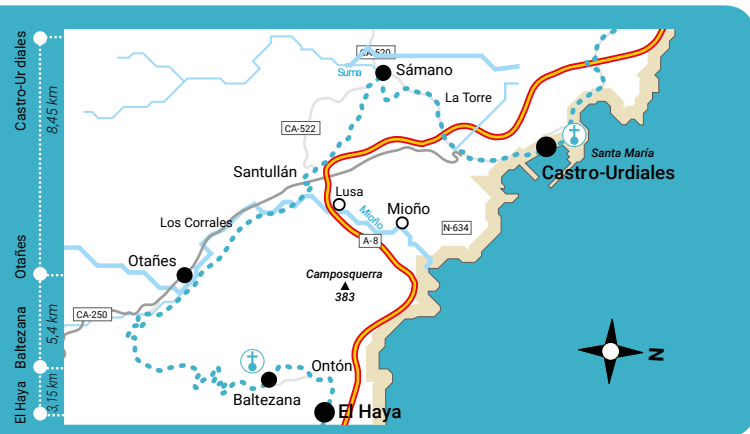 Castro-Ur diales
8,45 km
Otañes
5,4 km
Baltezana
3,15 km
El Haya
CA-520
Suma
Sámano
La Torre
CA-522
Santa María
Castro-Urdiales
Santullán
Lusa
Mioño
Mioño
Los Corrales
N-634
A-8
Otañes
Camposquerra
383
CA-250
N
Ontón
Baltezana
El Haya